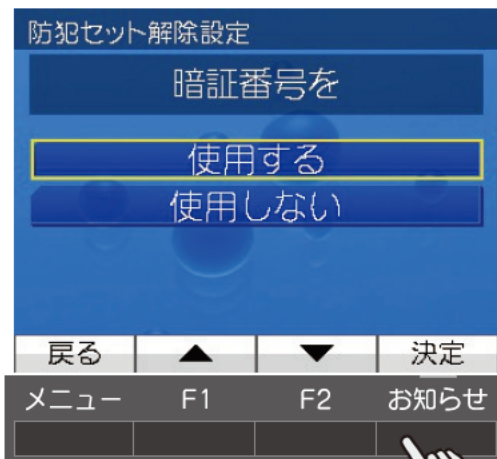 防犯セット解除設定
暗証番号を
使用する
使用しない
戻る ▲ ▼ 決定
メニュー F1 F2 お知らせ